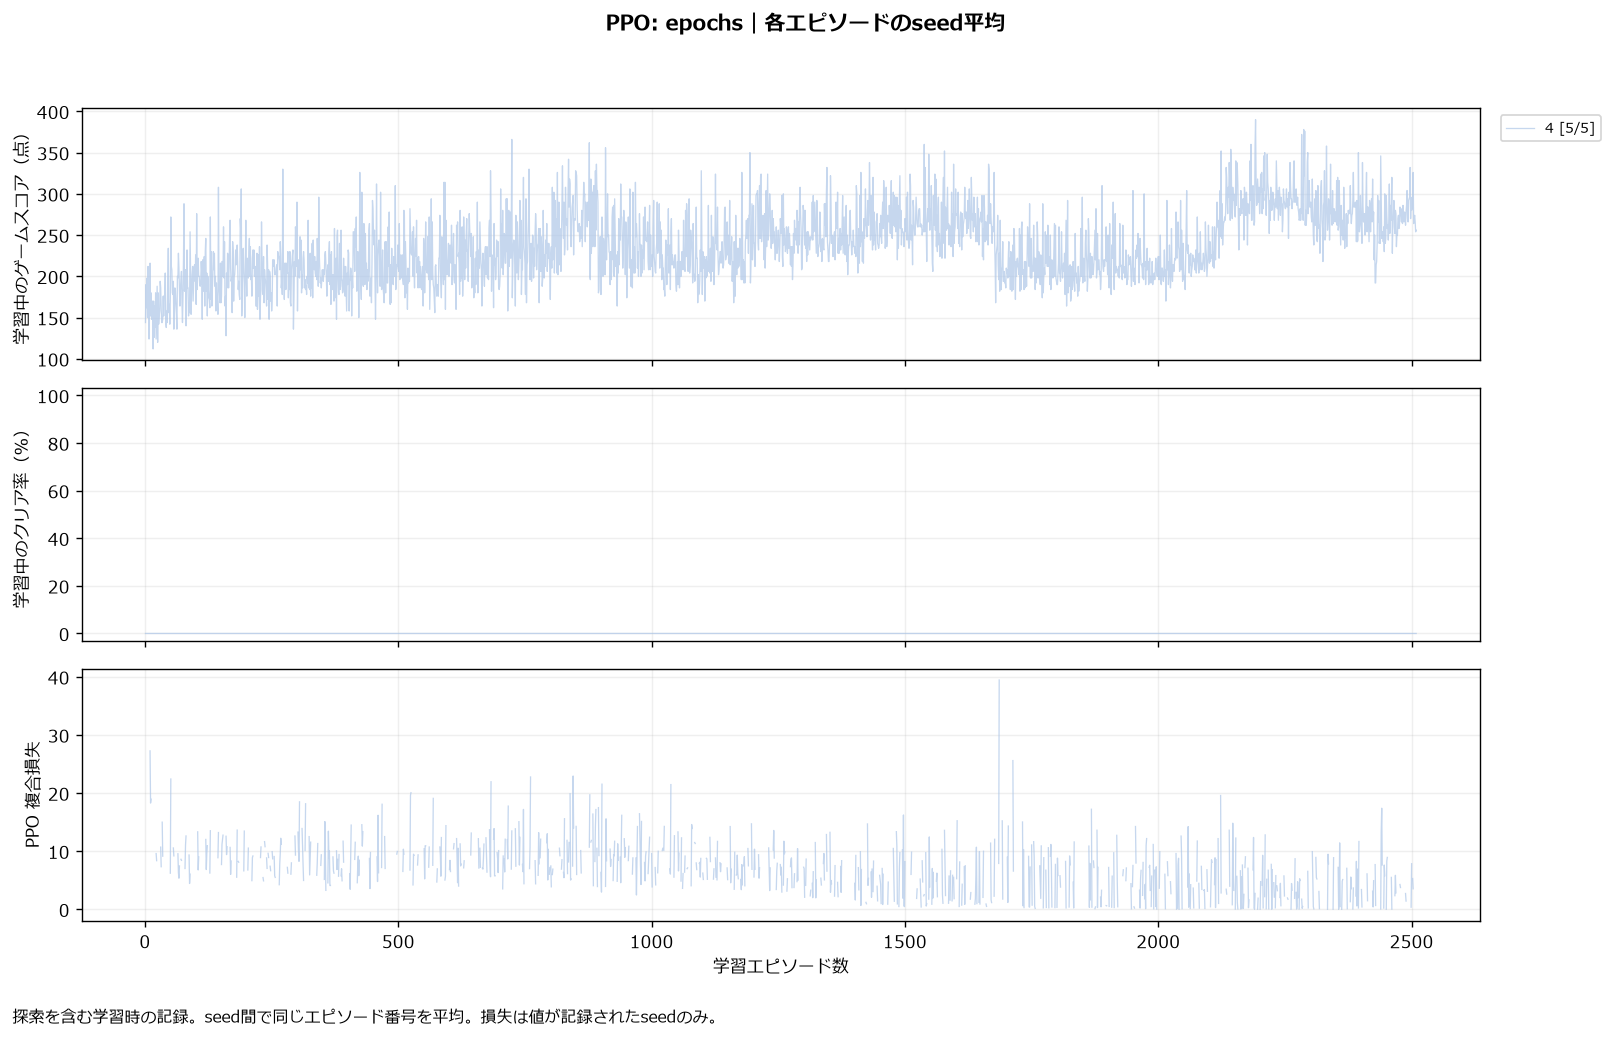 PPO: epochs｜各エピソードのseed平均
学習中のゲームスコア（点）
400
350
300
250
200
150
100
4 [5/5]
学習中のクリア率（%）
100
80
60
40
20
0
PPO 複合損失
40
30
20
10
0
0 500 1000 1500 2000 2500
学習エピソード数
探索を含む学習時の記録。seed間で同じエピソード番号を平均。損失は値が記録されたseedのみ。